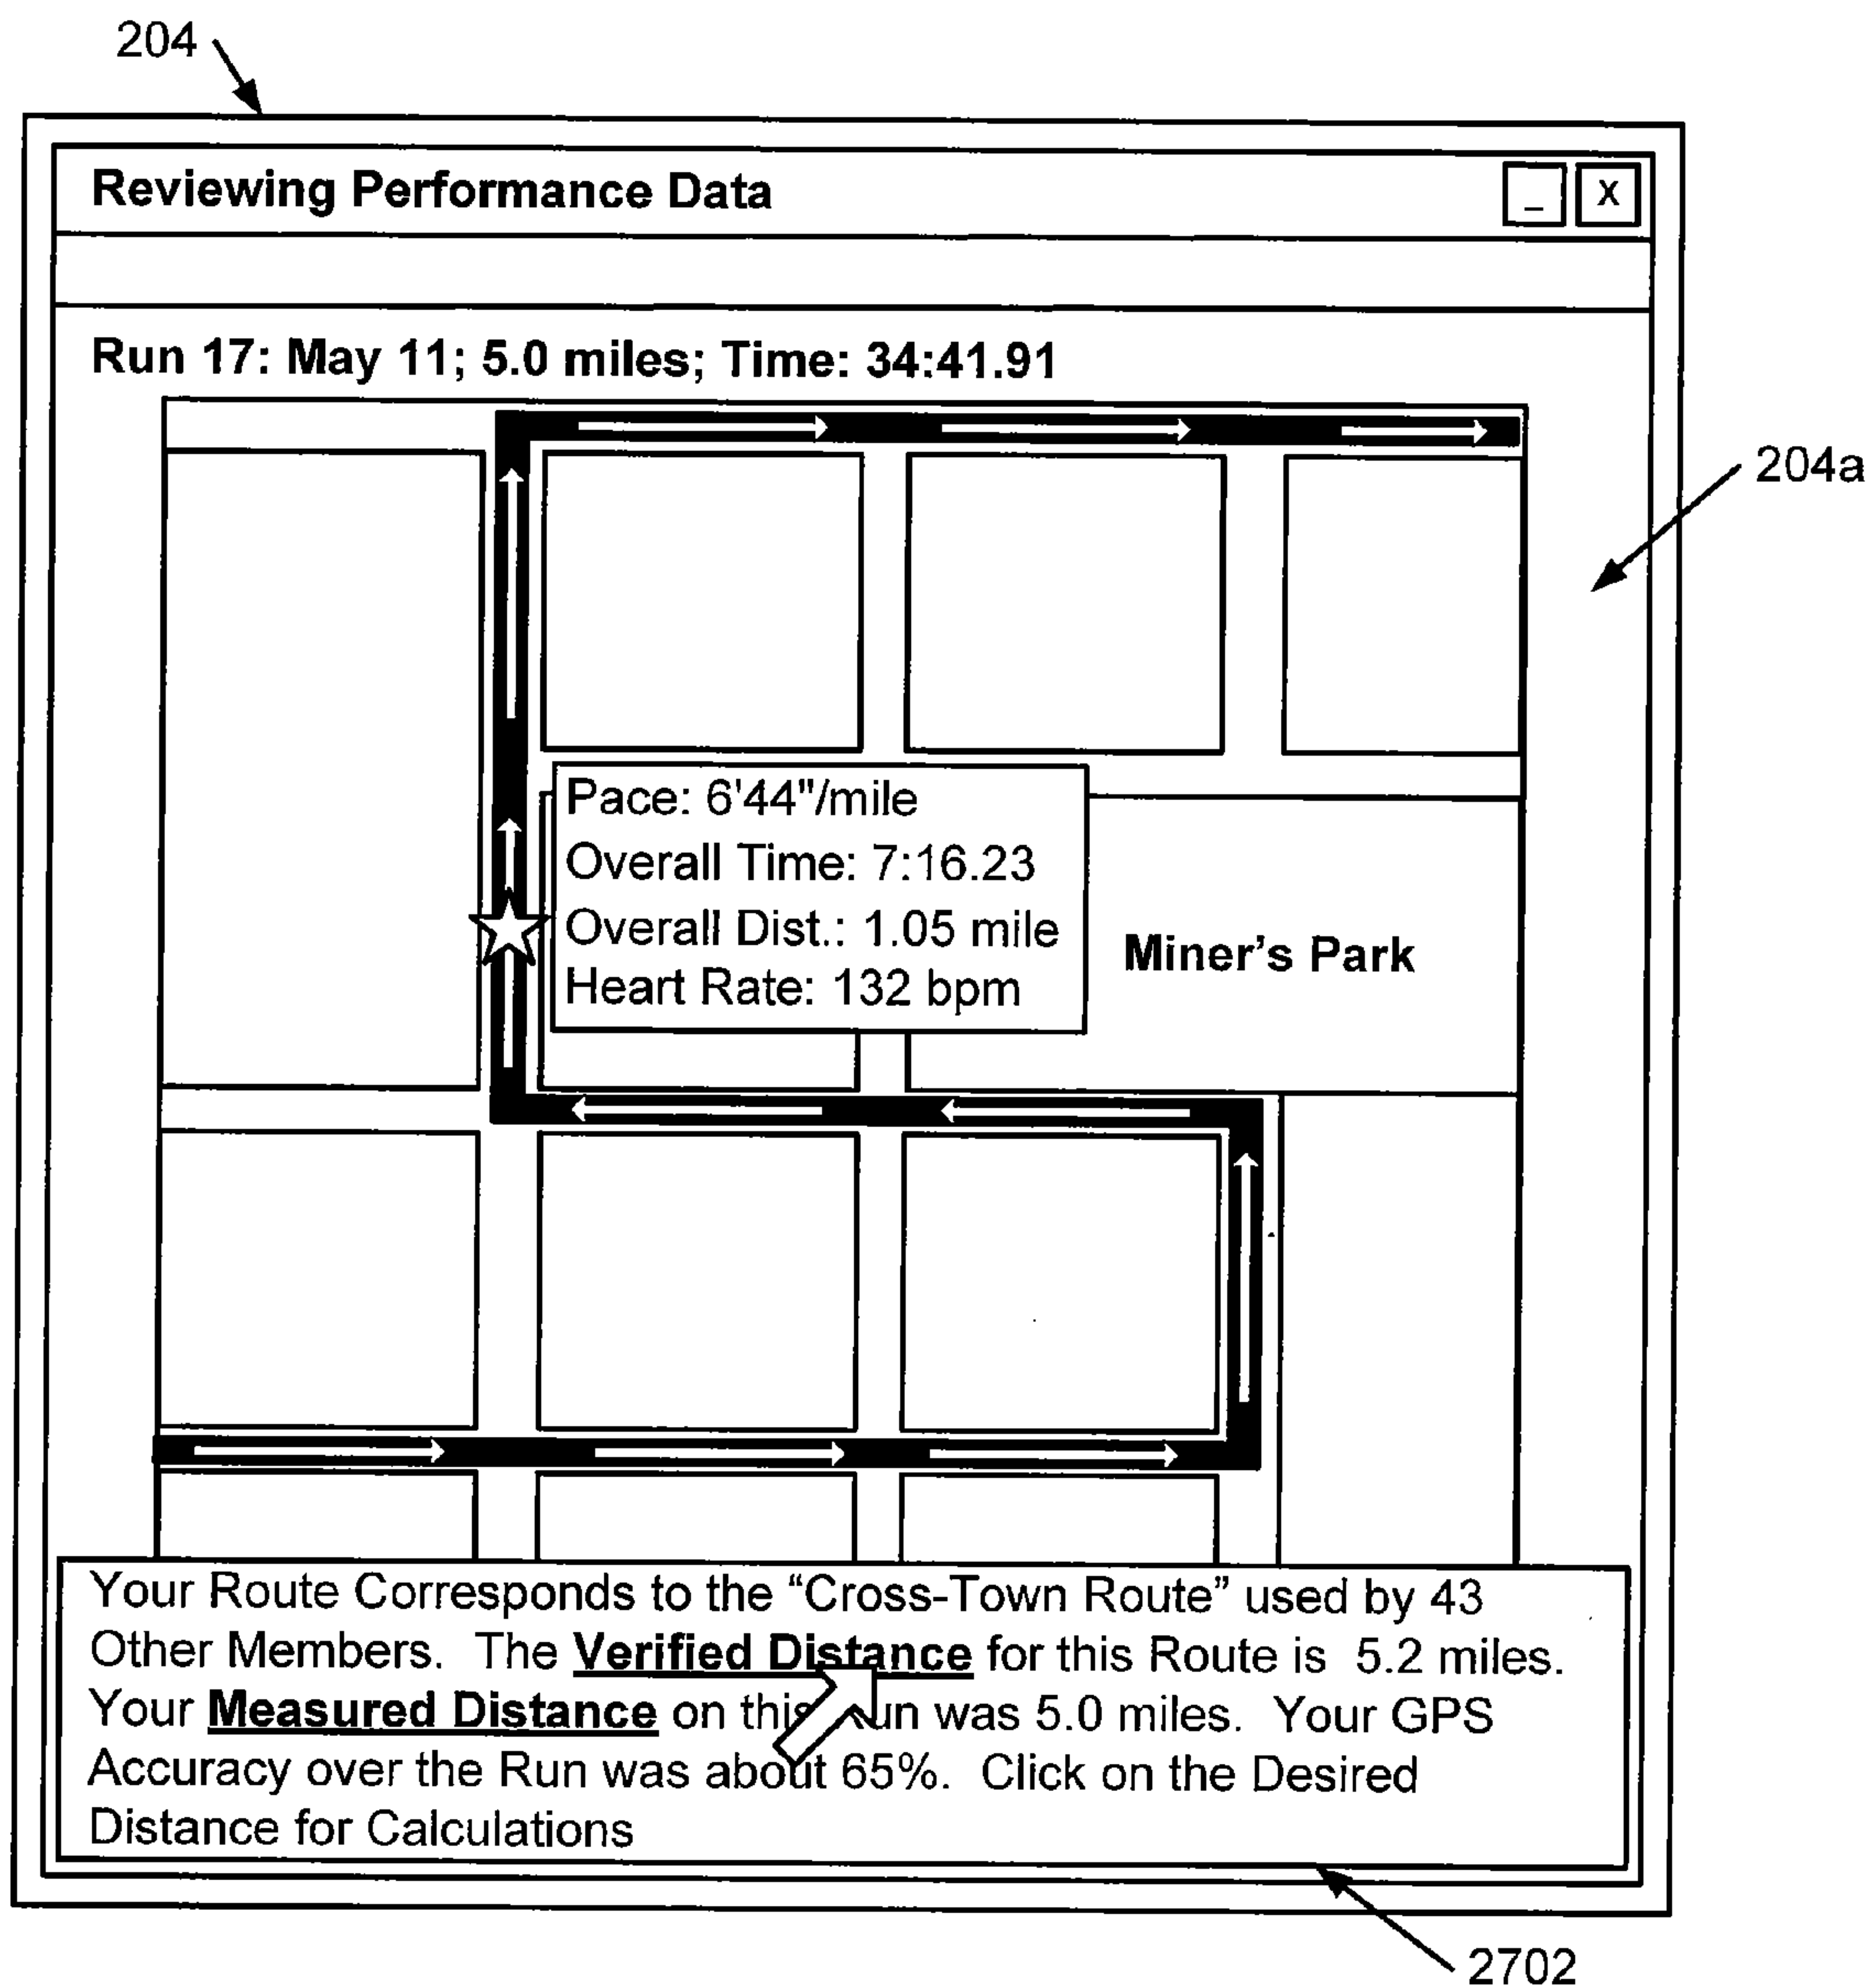 204
Reviewing Performance Data
_ X
Run 17: May 11; 5.0 miles; Time: 34:41.91
204a
Pace: 6'44"/mile
Overall Time: 7:16.23
Overall Dist.: 1.05 mile
Heart Rate: 132 bpm
Miner's Park
Your Route Corresponds to the “Cross-Town Route” used by 43
Other Members. The Verified Distance for this Route is 5.2 miles.
Your Measured Distance on this Run was 5.0 miles. Your GPS
Accuracy over the Run was about 65%. Click on the Desired
Distance for Calculations
2702